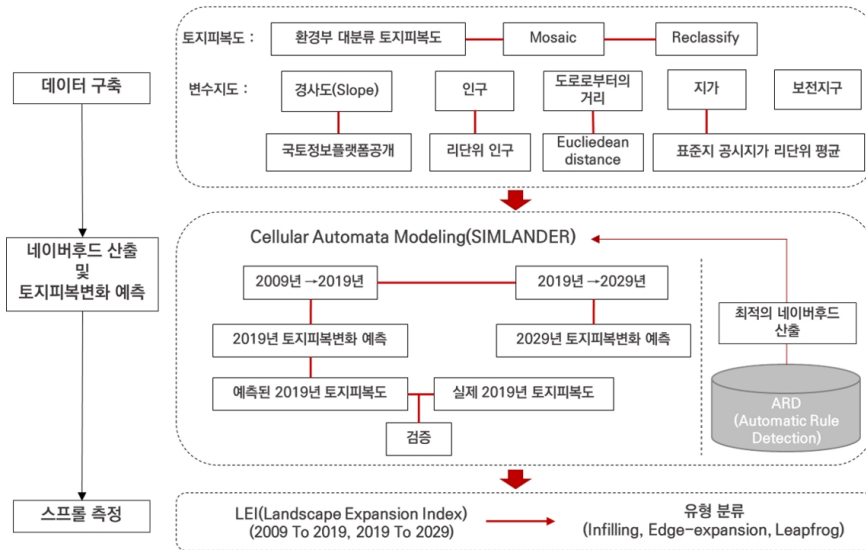 토지피복도 :
환경부 대분류 토지피복도
Mosaic
Reclassify
데이터 구축
변수지도 :
경사도(Slope)
인구
도로로부터의
거리
지가
보전지구
국토정보플랫폼공개
리단위 인구
Eucliedean
distance
표준지 공시지가 리단위 평균
네이버후드 산출
및
토지피복변화 예측
Cellular Automata Modeling(SIMLANDER)
2009년 →2019년
2019년 →2029년
2019년 토지피복변화 예측
2029년 토지피복변화 예측
예측된 2019년 토지피복도
실제 2019년 토지피복도
검증
최적의 네이버후드
산출
ARD
(Automatic Rule
Detection)
스프롤 측정
LEI(Landscape Expansion Index)
(2009 To 2019, 2019 To 2029)
유형 분류
(Infilling, Edge-expansion, Leapfrog)